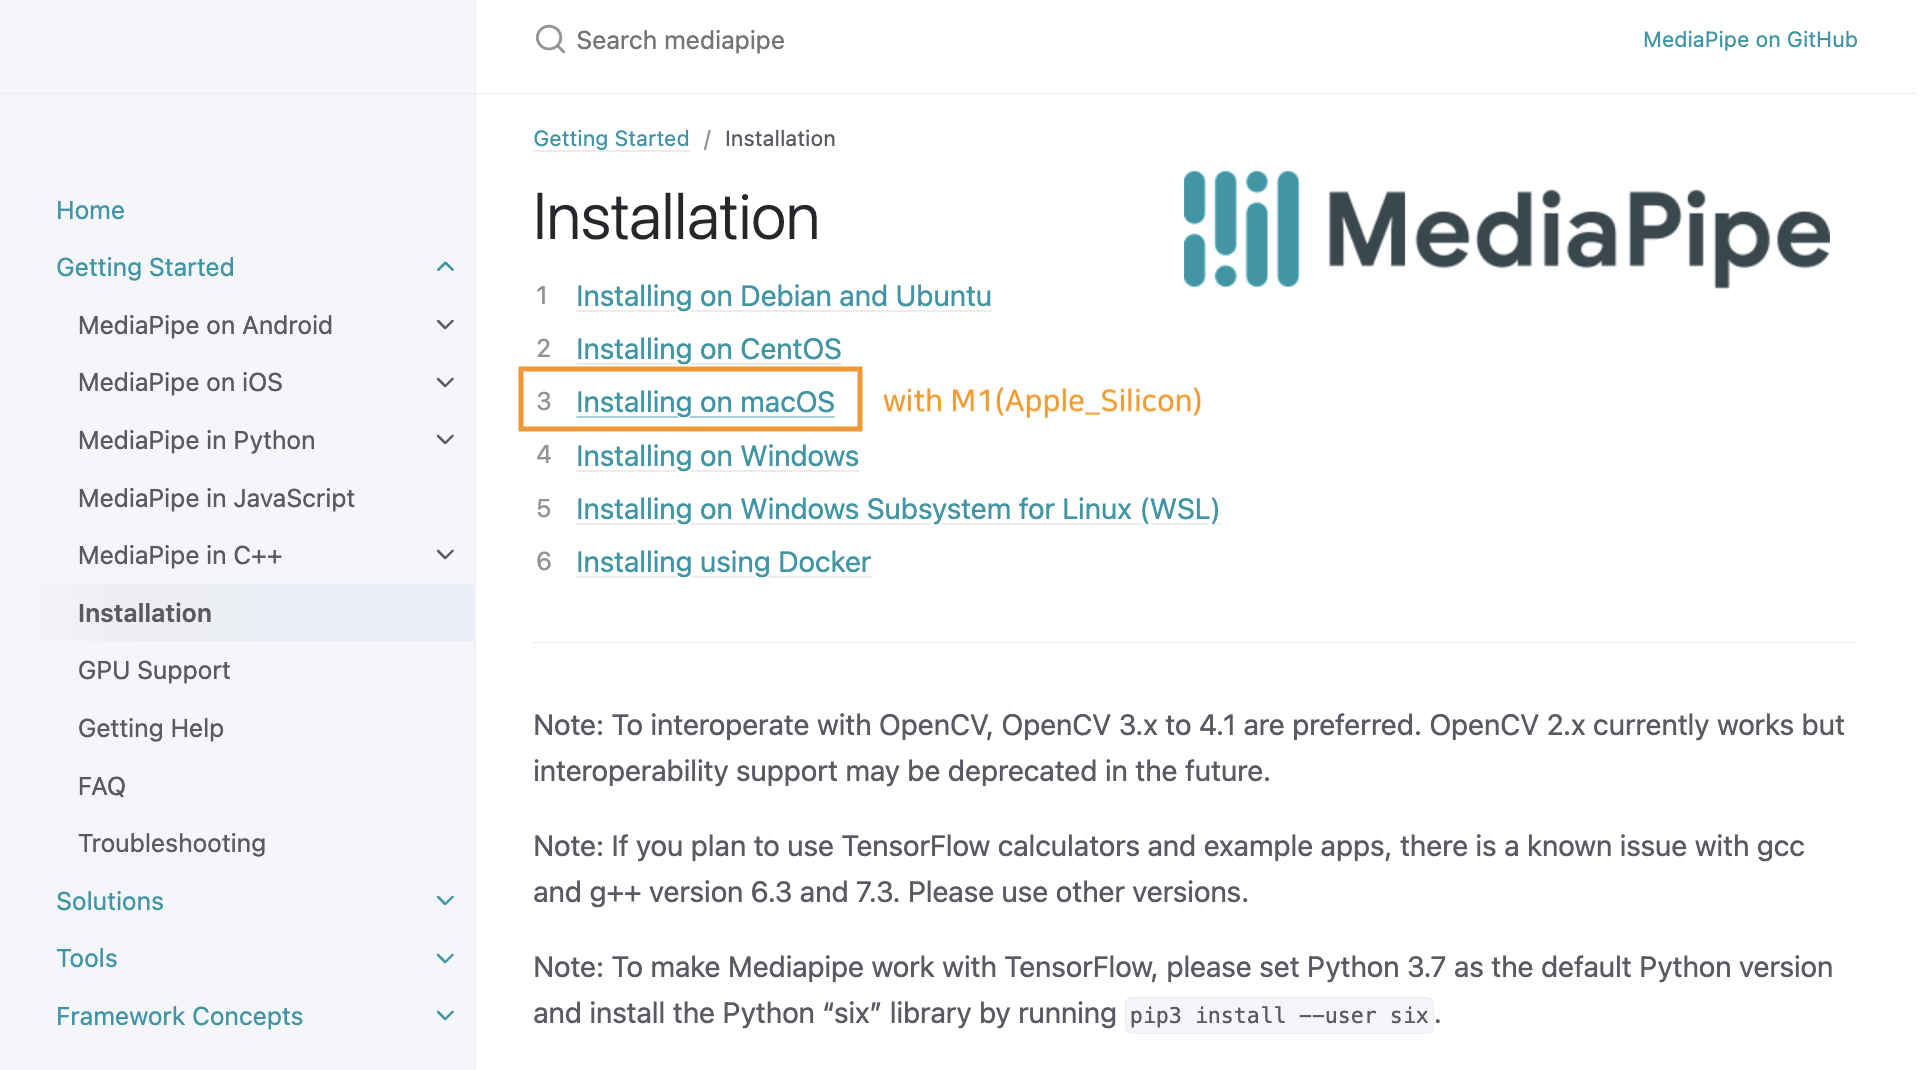 Search mediapipe
MediaPipe on GitHub
Home
Getting Started
MediaPipe on Android
MediaPipe on iOS
MediaPipe in Python
MediaPipe in JavaScript
MediaPipe in C++
Installation
GPU Support
Getting Help
FAQ
Troubleshooting
Solutions
Tools
Framework Concepts
Getting Started / Installation
Installation
MediaPipe
1 Installing on Debian and Ubuntu
2 Installing on CentOS
3 Installing on macOS with M1(Apple_Silicon)
4 Installing on Windows
5 Installing on Windows Subsystem for Linux (WSL)
6 Installing using Docker
Note: To interoperate with OpenCV, OpenCV 3.x to 4.1 are preferred. OpenCV 2.x currently works but
interoperability support may be deprecated in the future.
Note: If you plan to use TensorFlow calculators and example apps, there is a known issue with gcc
and g++ version 6.3 and 7.3. Please use other versions.
Note: To make Mediapipe work with TensorFlow, please set Python 3.7 as the default Python version
and install the Python “six” library by running pip3 install --user six.